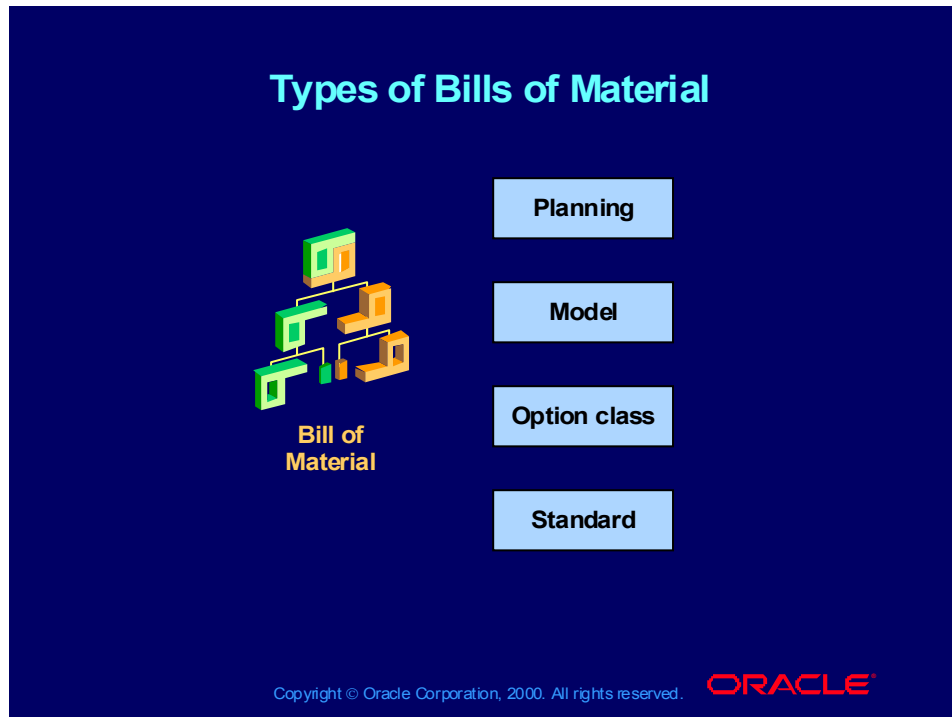 Types of Bills of Material
Planning
Model
Option class
Standard
Bill of
Material
Copyright © Oracle Corporation, 2000. All rights reserved.
ORACLE®